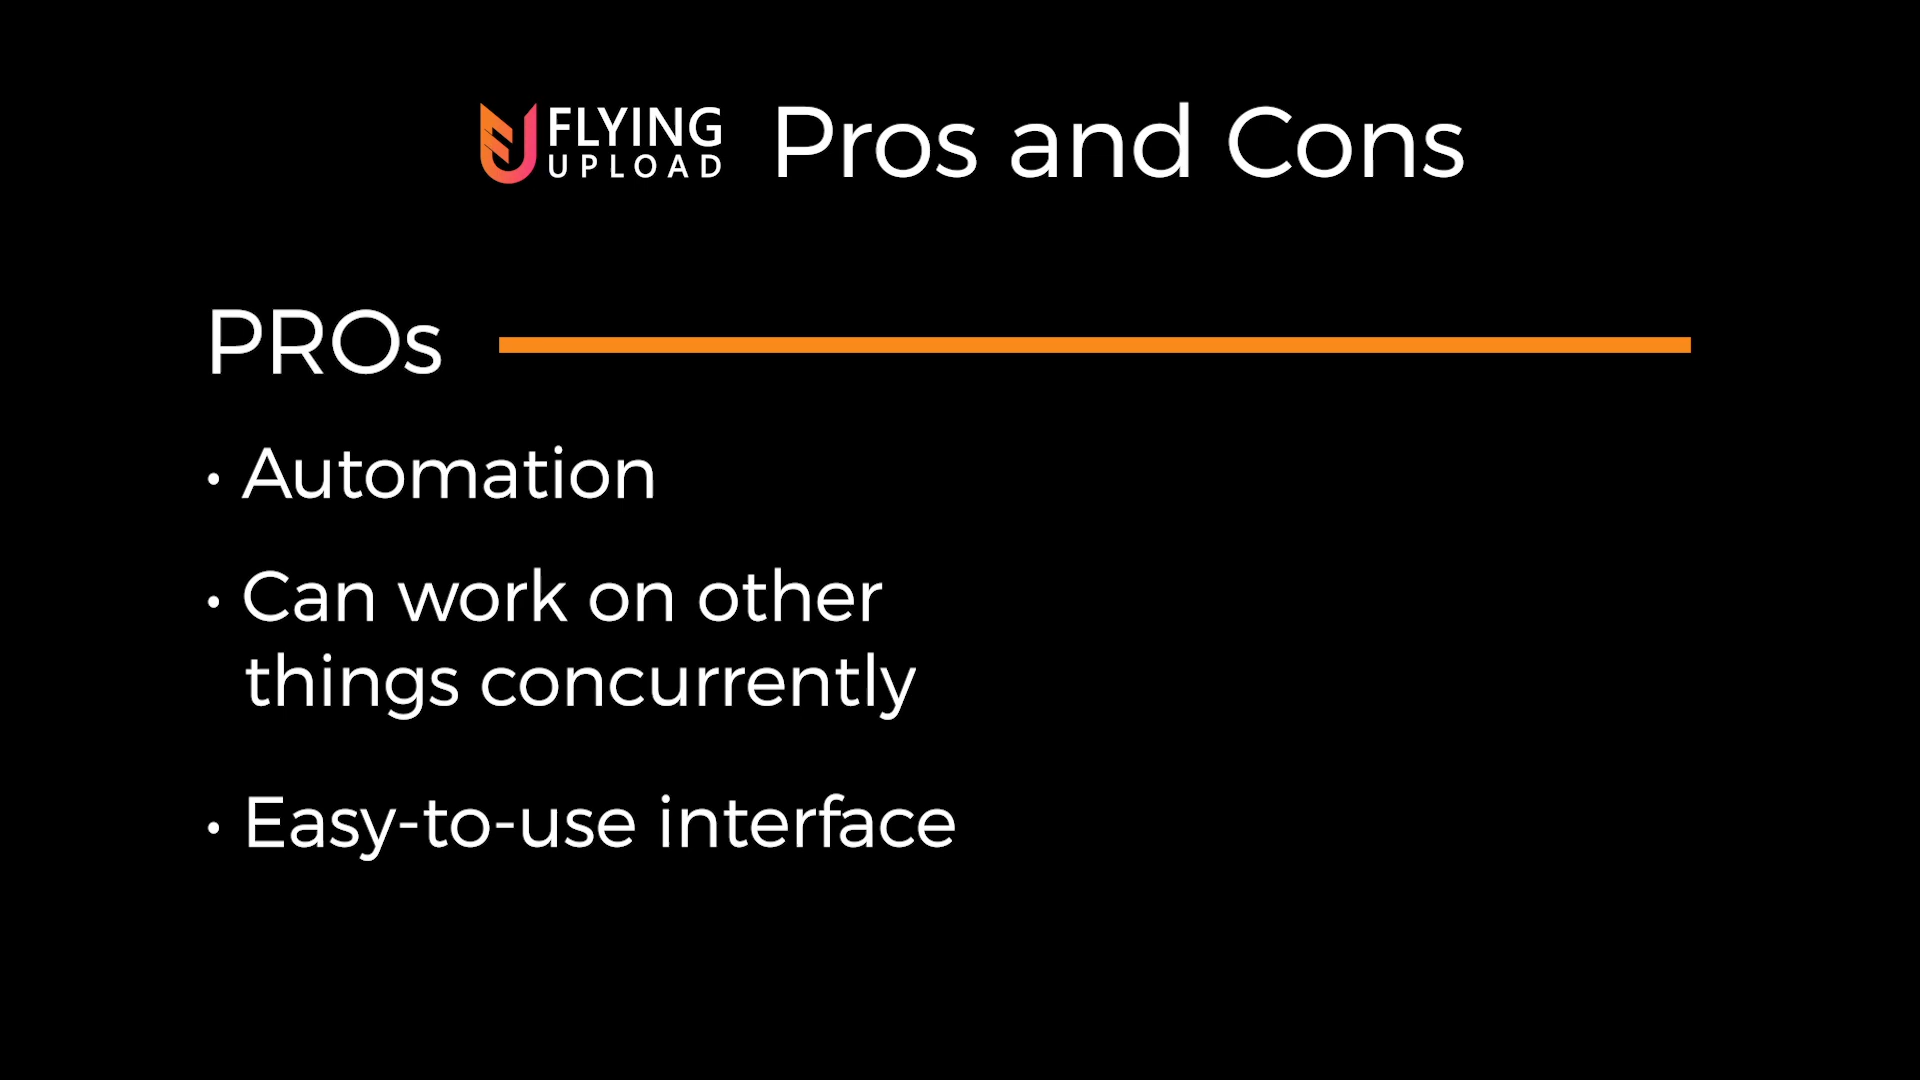 FLYING
UPLOAD
Pros and Cons
PROs
• Automation
• Can work on other
things concurrently
• Easy-to-use interface